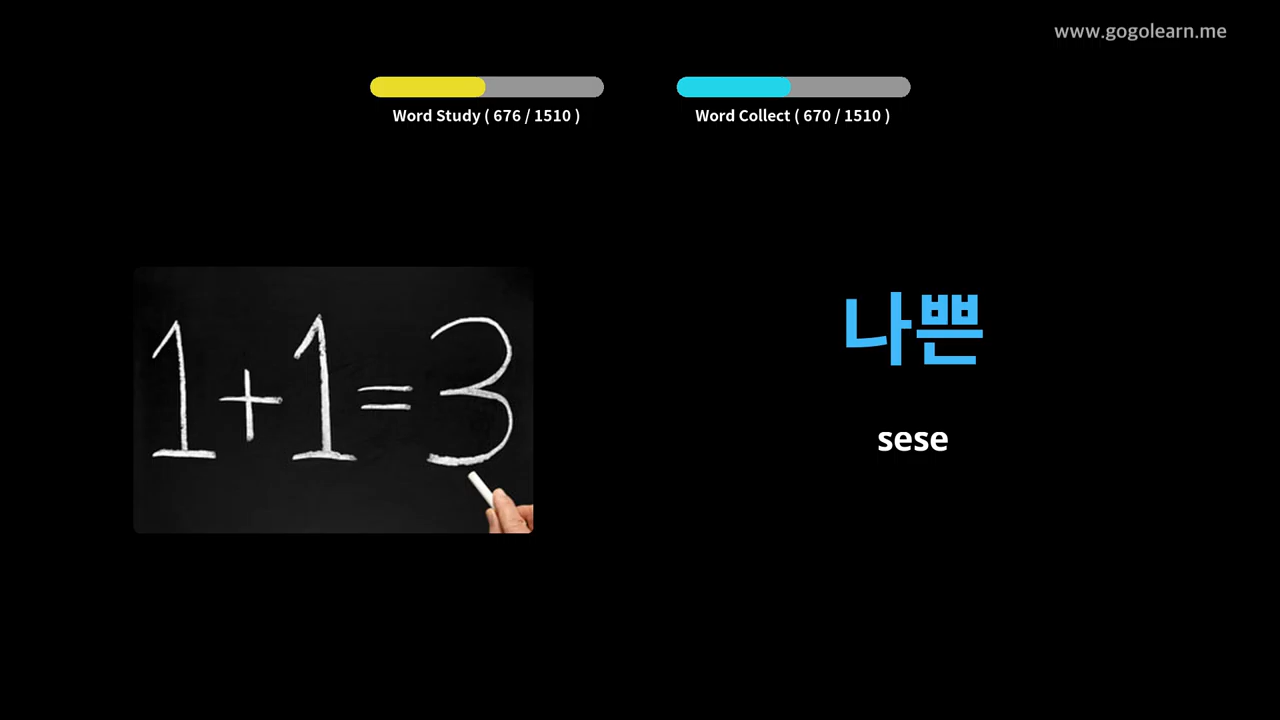 www.gogolearn.me
Word Study ( 676 / 1510 )
Word Collect ( 670 / 1510 )
1+1=3
나쁜
sese